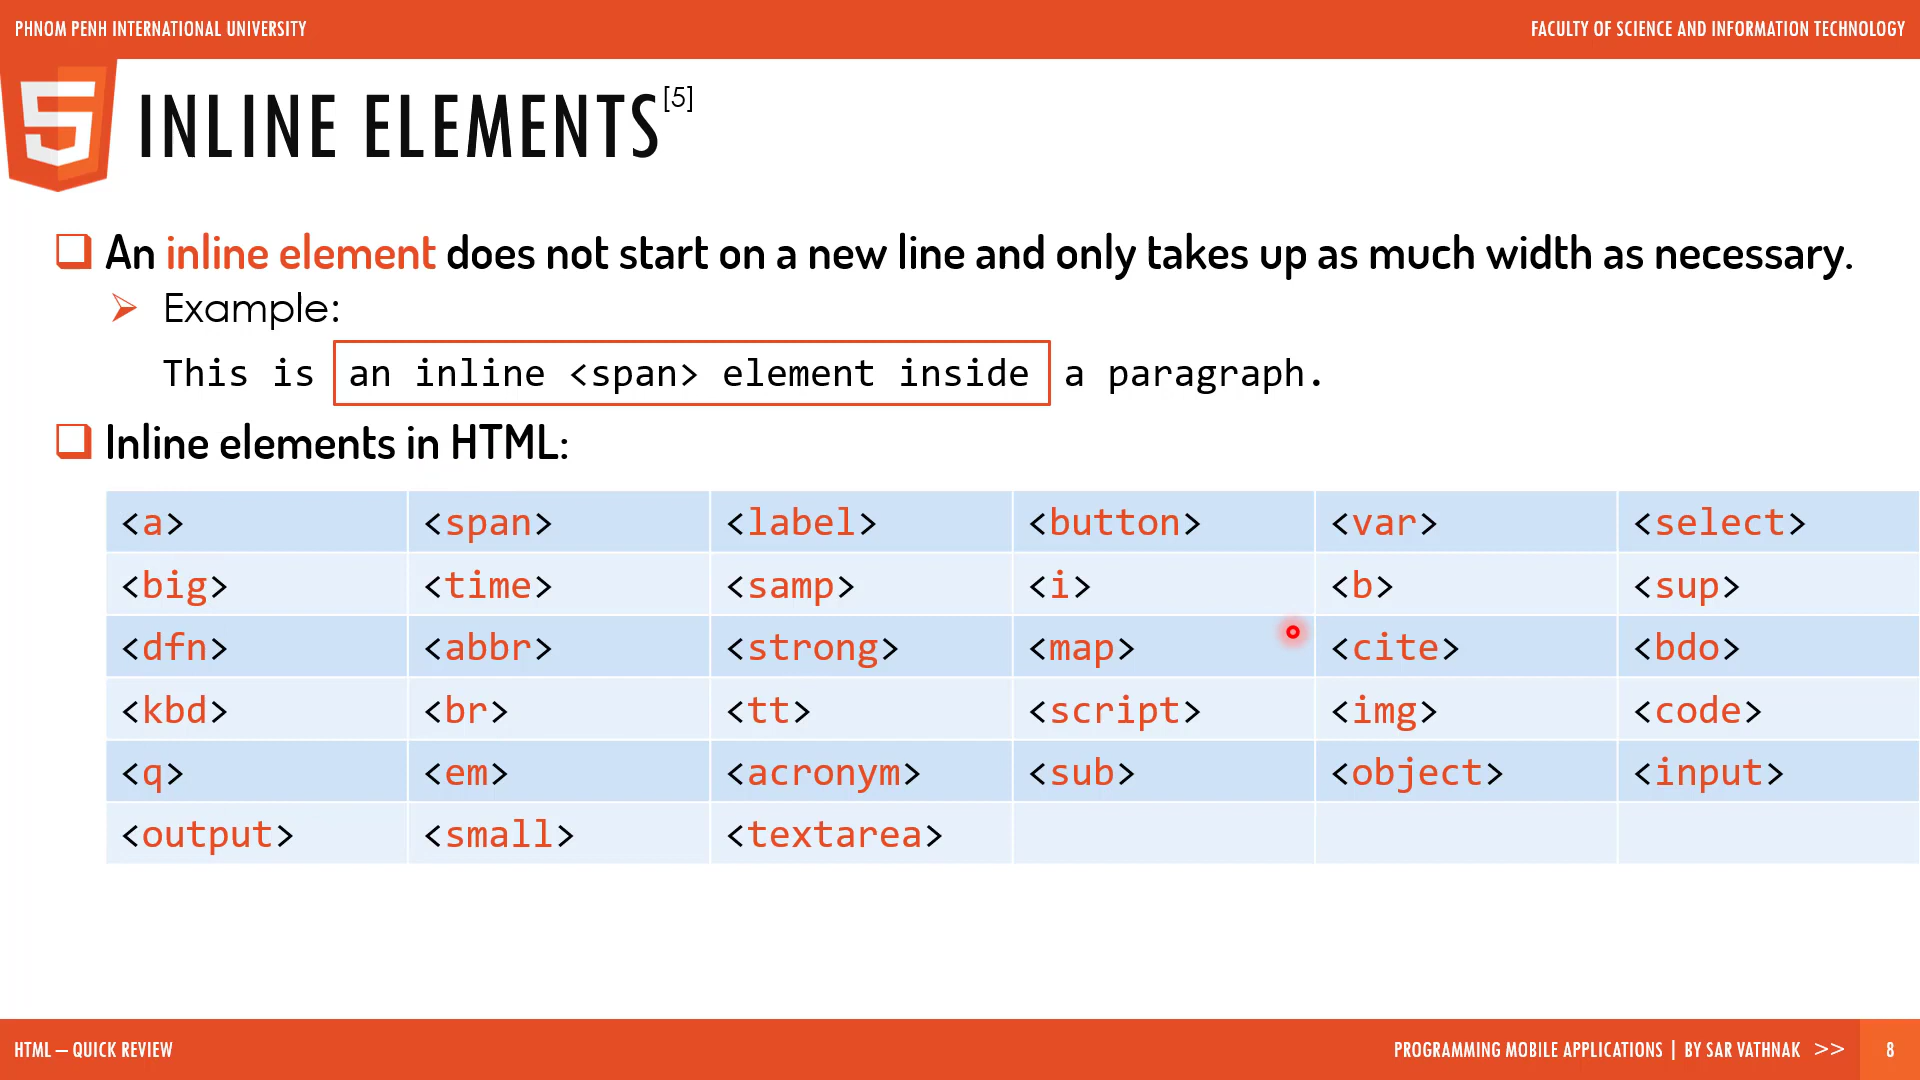 PHNOM PENH INTERNATIONAL UNIVERSITY
FACULTY OF SCIENCE AND INFORMATION TECHNOLOGY
INLINE ELEMENTS[5]
An inline element does not start on a new line and only takes up as much width as necessary.
Example:
This is an inline <span> element inside a paragraph.
Inline elements in HTML:
<a> <span> <label> <button> <var> <select>
<big> <time> <samp> <i> <b> <sup>
<dfn> <abbr> <strong> <map> <cite> <bdo>
<kbd> <br> <tt> <script> <img> <code>
<q> <em> <acronym> <sub> <object> <input>
<output> <small> <textarea>
HTML — QUICK REVIEW
PROGRAMMING MOBILE APPLICATIONS | BY SAR VATHNAK >> 8